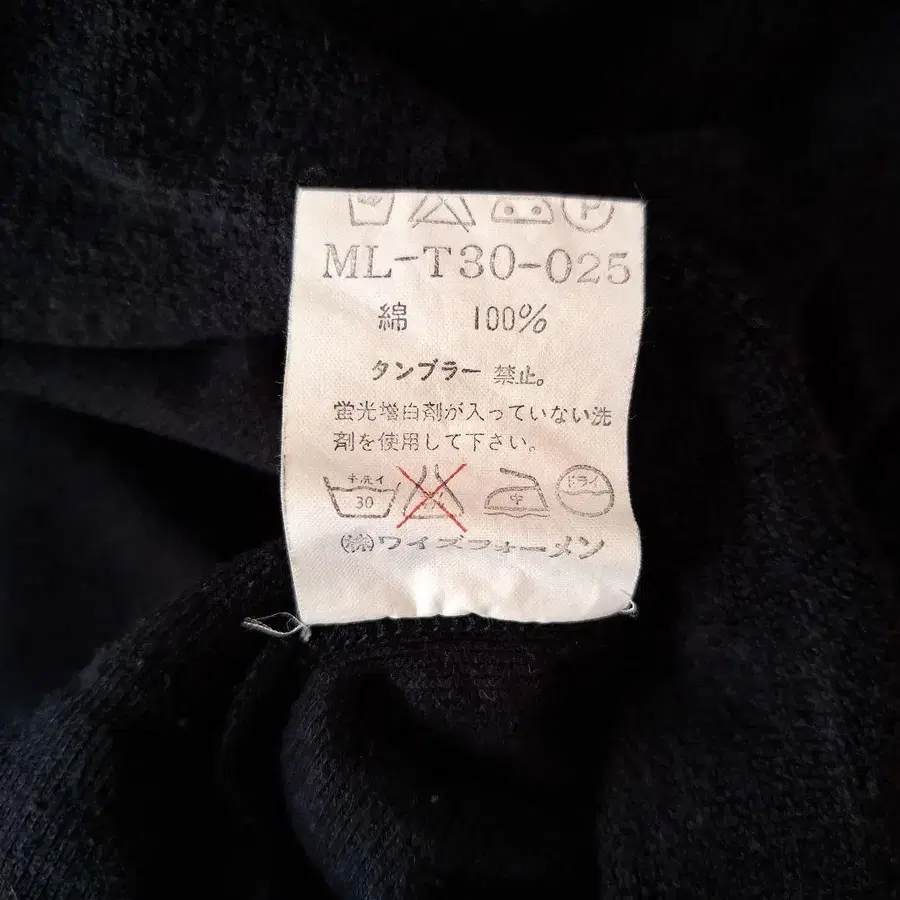 P
ML-T30-025
綿 100%
タンブラー 禁止。
蛍光増白剤が入っていない洗
剤を使用して下さい。
手洗イ 30 中 ドライ
㈱ワイズフォーメン